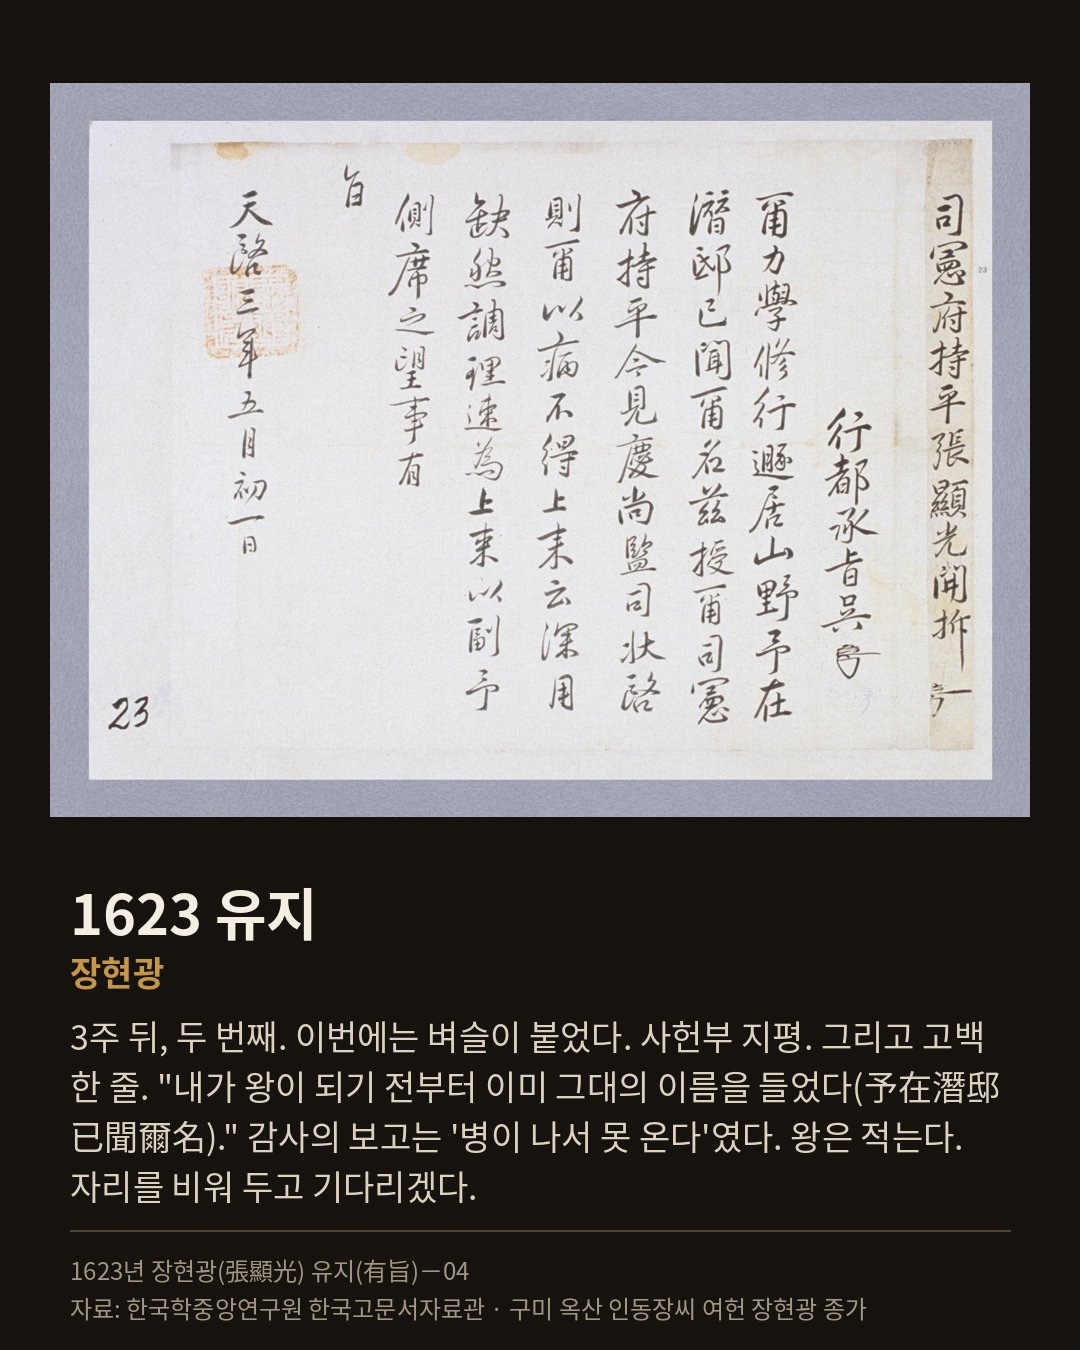 司憲府持平張顯光開拆
行都承旨吳
爾力學修行遯居山野予在
潛邸已聞爾名茲授爾司憲
府持平今見慶尚監司狀啓
則爾以病不得上来云深用
缺然調理速為上来以副予
側席之望事有
旨
天啓三年五月初一日
23
23
1623 유지
장현광
3주 뒤, 두 번째. 이번에는 벼슬이 붙었다. 사헌부 지평. 그리고 고백
한 줄. "내가 왕이 되기 전부터 이미 그대의 이름을 들었다(予在潛邸
已聞爾名)." 감사의 보고는 '병이 나서 못 온다'였다. 왕은 적는다.
자리를 비워 두고 기다리겠다.
1623년 장현광(張顯光) 유지(有旨)－04
자료: 한국학중앙연구원 한국고문서자료관 · 구미 옥산 인동장씨 여헌 장현광 종가